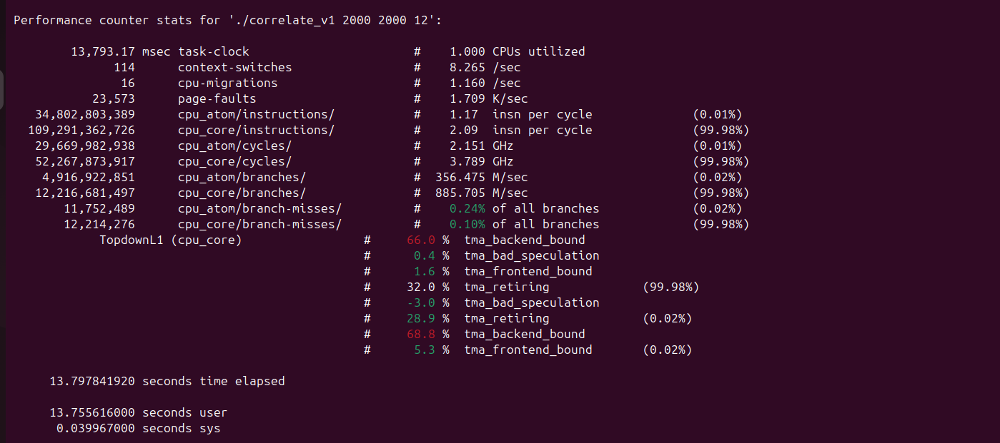 Performance counter stats for './correlate_v1 2000 2000 12':
13,793.17 msec task-clock # 1.000 CPUs utilized
114 context-switches # 8.265 /sec
16 cpu-migrations # 1.160 /sec
23,573 page-faults # 1.709 K/sec
34,802,803,389 cpu_atom/instructions/ # 1.17 insn per cycle (0.01%)
109,291,362,726 cpu_core/instructions/ # 2.09 insn per cycle (99.98%)
29,669,982,938 cpu_atom/cycles/ # 2.151 GHz (0.01%)
52,267,873,917 cpu_core/cycles/ # 3.789 GHz (99.98%)
4,916,922,851 cpu_atom/branches/ # 356.475 M/sec (0.02%)
12,216,681,497 cpu_core/branches/ # 885.705 M/sec (99.98%)
11,752,489 cpu_atom/branch-misses/ # 0.24% of all branches (0.02%)
12,214,276 cpu_core/branch-misses/ # 0.10% of all branches (99.98%)
TopdownL1 (cpu_core) # 66.0 % tma_backend_bound
# 0.4 % tma_bad_speculation
# 1.6 % tma_frontend_bound
# 32.0 % tma_retiring (99.98%)
# -3.0 % tma_bad_speculation
# 28.9 % tma_retiring (0.02%)
# 68.8 % tma_backend_bound
# 5.3 % tma_frontend_bound (0.02%)
13.797841920 seconds time elapsed
13.755616000 seconds user
0.039967000 seconds sys